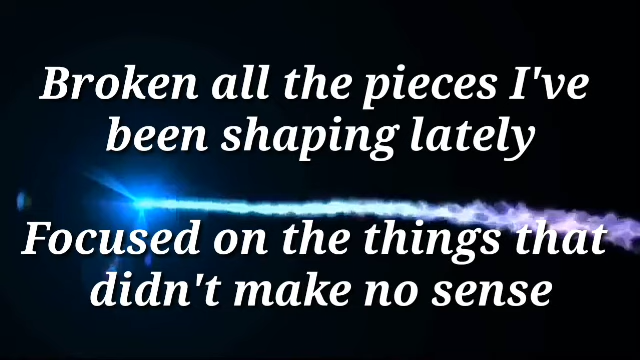 Broken all the pieces I've
been shaping lately
Focused on the things that
didn't make no sense